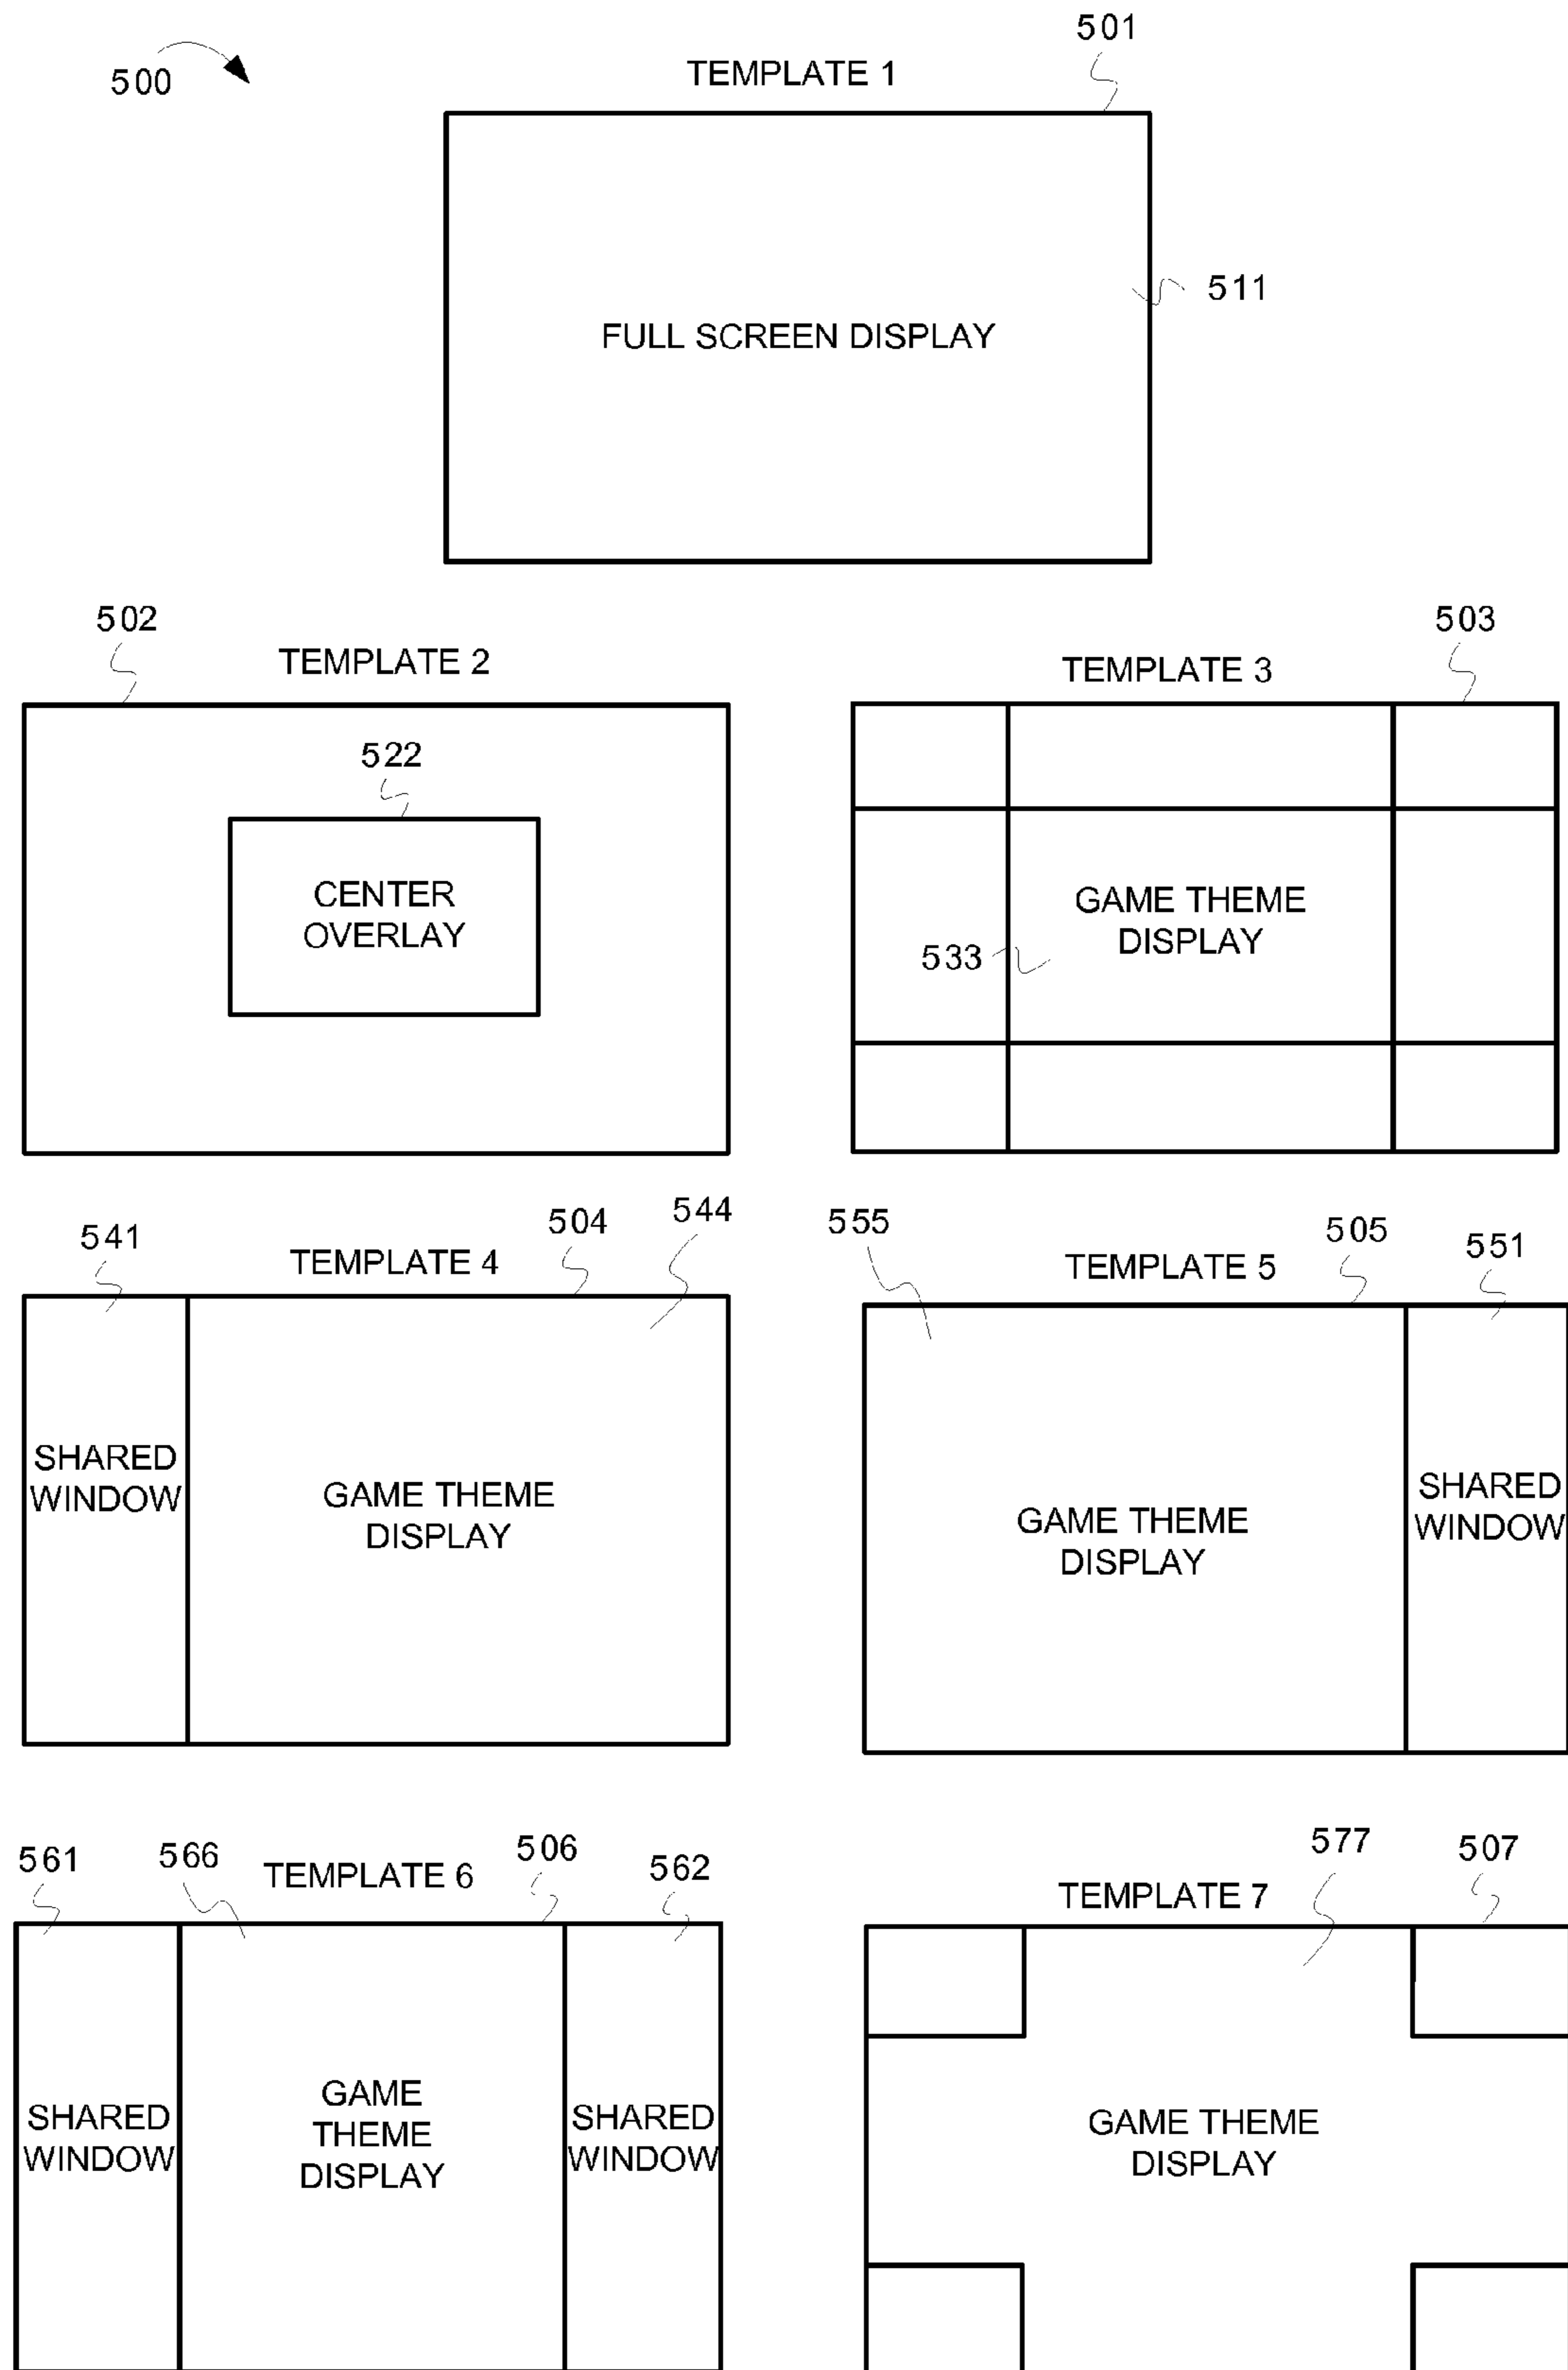 500
501
TEMPLATE 1
511
FULL SCREEN DISPLAY
502
TEMPLATE 2
522
CENTER
OVERLAY
503
TEMPLATE 3
GAME THEME
DISPLAY
533
541
TEMPLATE 4
504
544
SHARED
WINDOW
GAME THEME
DISPLAY
555
TEMPLATE 5
505
551
GAME THEME
DISPLAY
SHARED
WINDOW
561
566
TEMPLATE 6
506
562
SHARED
WINDOW
GAME
THEME
DISPLAY
SHARED
WINDOW
577
507
TEMPLATE 7
GAME THEME
DISPLAY